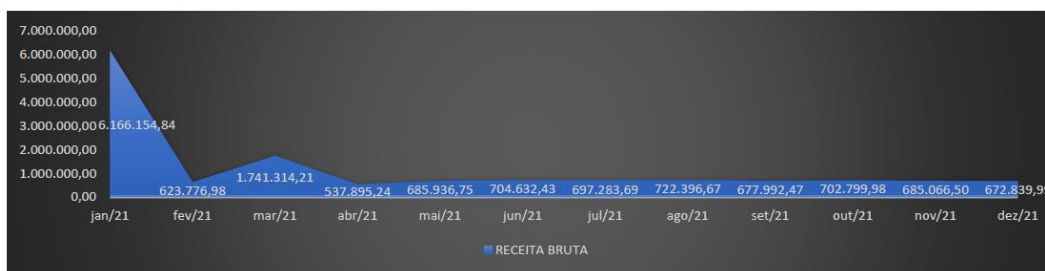 7.000.000,00
6.000.000,00
5.000.000,00
4.000.000,00
3.000.000,00 6.166.154,84
2.000.000,00
1.000.000,00 1.741.314,21
0,00 623.776,98 537.895,24 685.936,75 704.632,43 697.283,69 722.396,67 677.992,47 702.799,98 685.066,50 672.839,9
jan/21 fev/21 mar/21 abr/21 mai/21 jun/21 jul/21 ago/21 set/21 out/21 nov/21 dez/21
RECEITA BRUTA